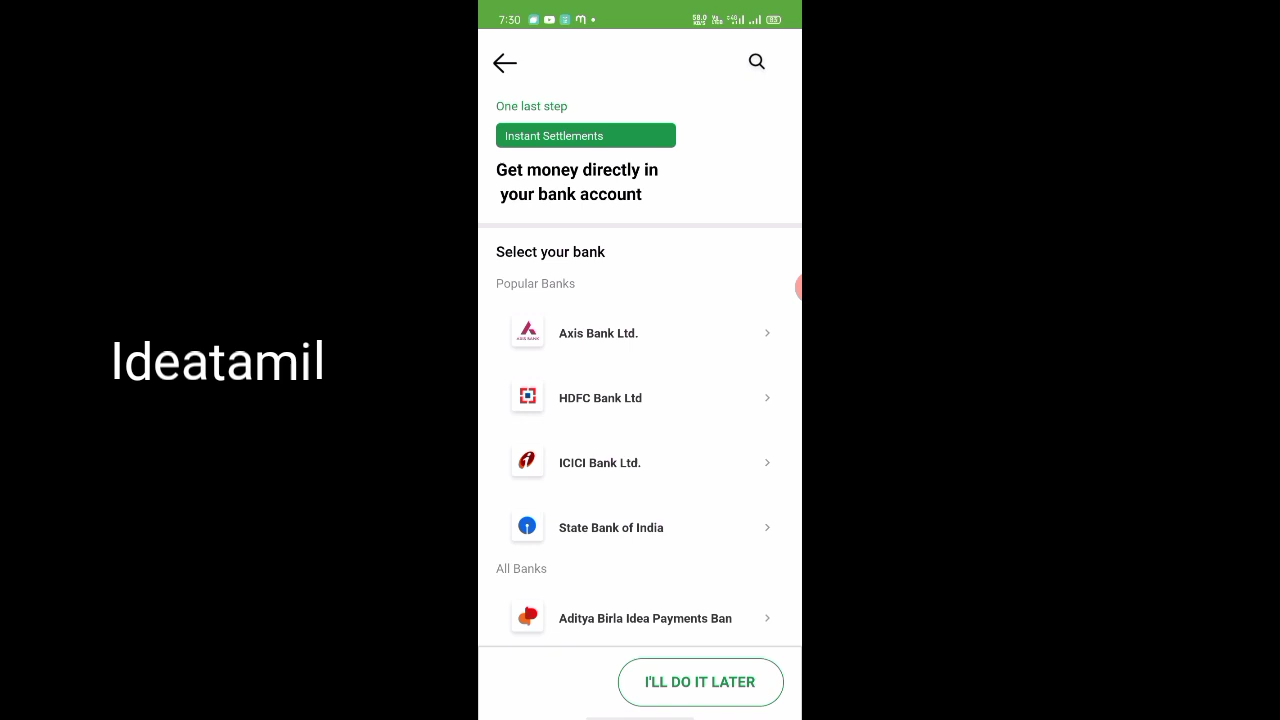 7:30
One last step
Instant Settlements
Get money directly in
your bank account
Select your bank
Popular Banks
Axis Bank Ltd.
HDFC Bank Ltd
ICICI Bank Ltd.
State Bank of India
All Banks
Aditya Birla Idea Payments Ban
I'LL DO IT LATER
Ideatamil